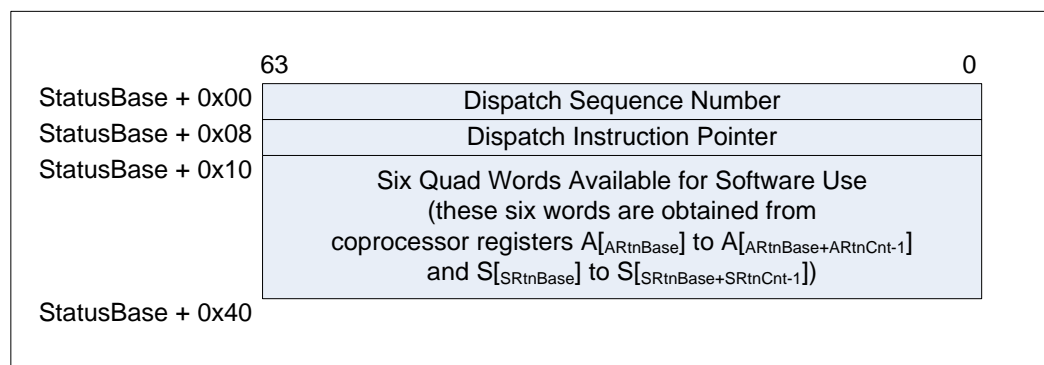 63 0
StatusBase + 0x00 Dispatch Sequence Number
StatusBase + 0x08 Dispatch Instruction Pointer
StatusBase + 0x10
Six Quad Words Available for Software Use
(these six words are obtained from
coprocessor registers A[ARtnBase] to A[ARtnBase+ARtnCnt-1]
and S[SRtnBase] to S[SRtnBase+SRtnCnt-1])
StatusBase + 0x40